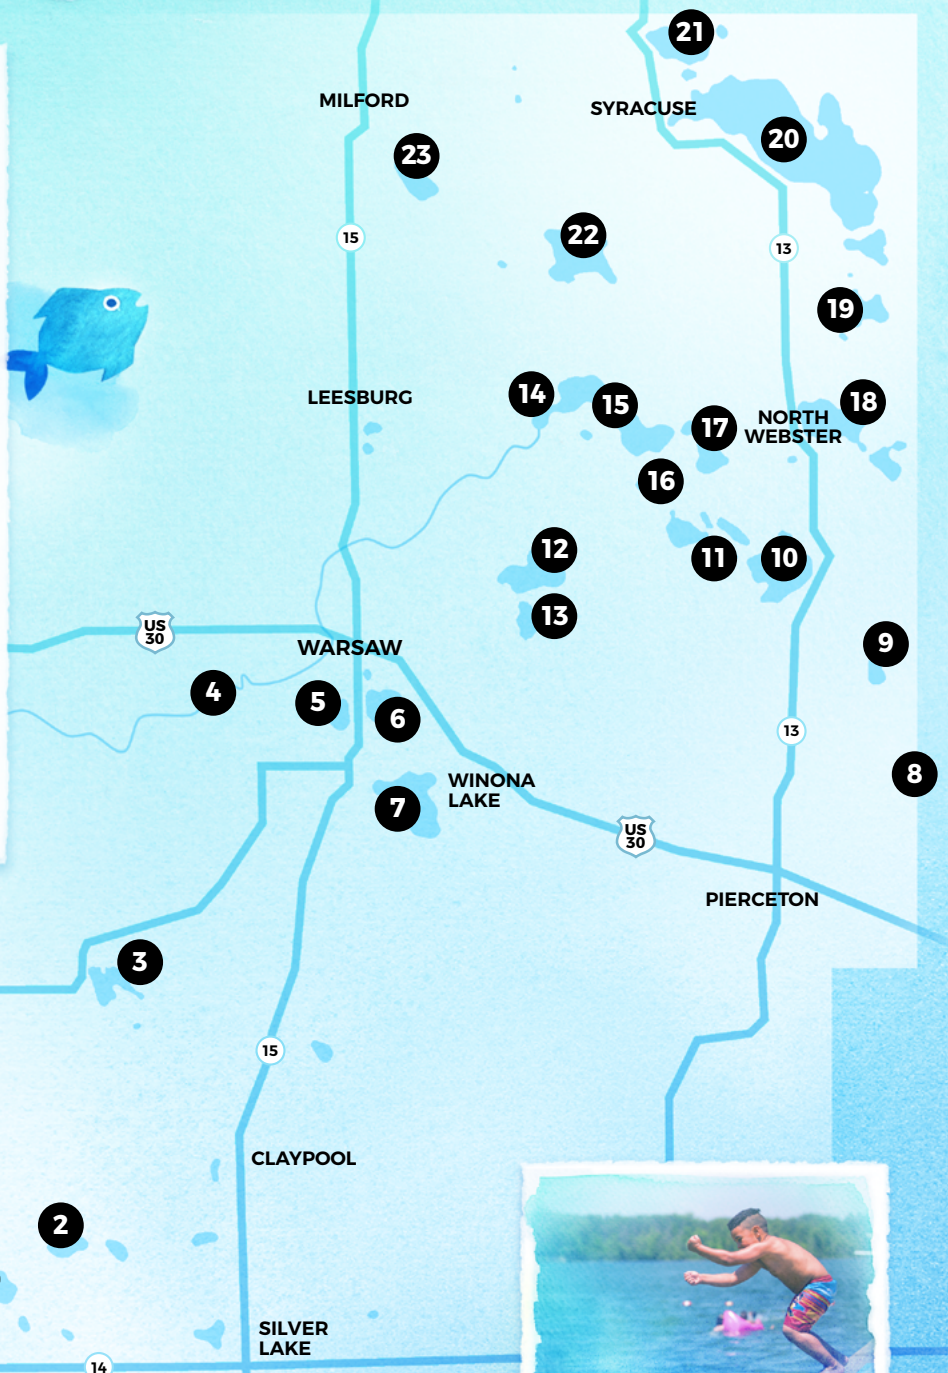 21
MILFORD
SYRACUSE
20
23
22
15
13
19
14
15
LEESBURG
18
17
NORTH
WEBSTER
16
12
11
10
13
US
30
WARSAW
9
4
5
6
13
8
WINONA
LAKE
7
US
30
PIERCETON
3
15
CLAYPOOL
2
SILVER
LAKE
14